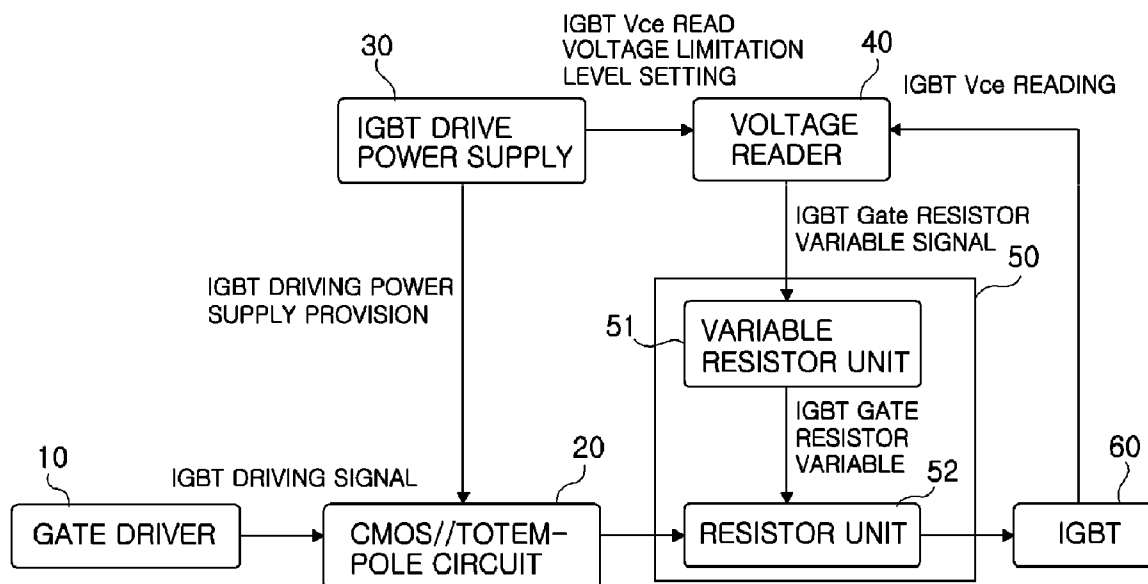 IGBT Vce READ
VOLTAGE LIMITATION
LEVEL SETTING
30
40
IGBT Vce READING
IGBT DRIVE
POWER SUPPLY
VOLTAGE
READER
IGBT Gate RESISTOR
VARIABLE SIGNAL
50
IGBT DRIVING POWER
SUPPLY PROVISION
51
VARIABLE
RESISTOR UNIT
IGBT GATE
RESISTOR
VARIABLE
10
IGBT DRIVING SIGNAL
20
52
60
GATE DRIVER
CMOS//TOTEM-
POLE CIRCUIT
RESISTOR UNIT
IGBT